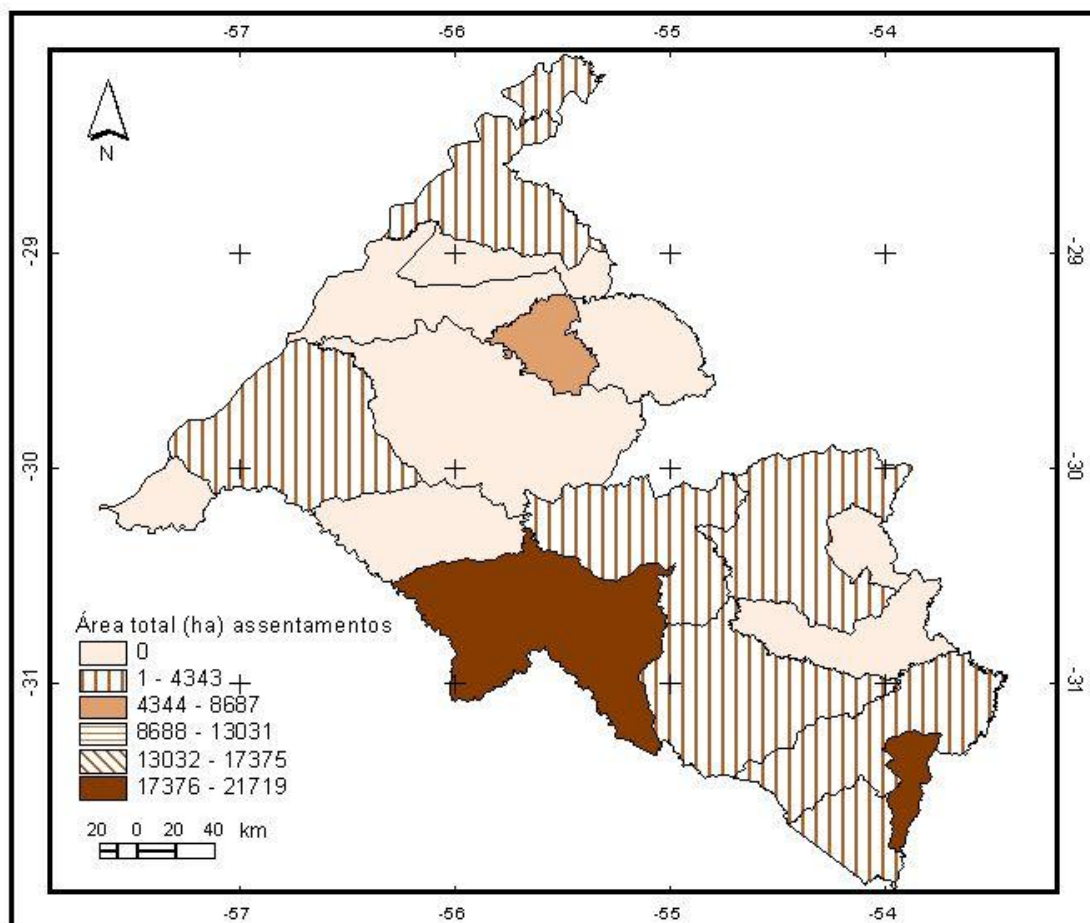 -57 -56 -55 -54
N
-29 -29
-30 -30
-31 -31
Área total (ha) assentamentos
0
1 - 4343
4344 - 8687
8688 - 13031
13032 - 17375
17376 - 21719
20 0 20 40 km
-57 -56 -55 -54